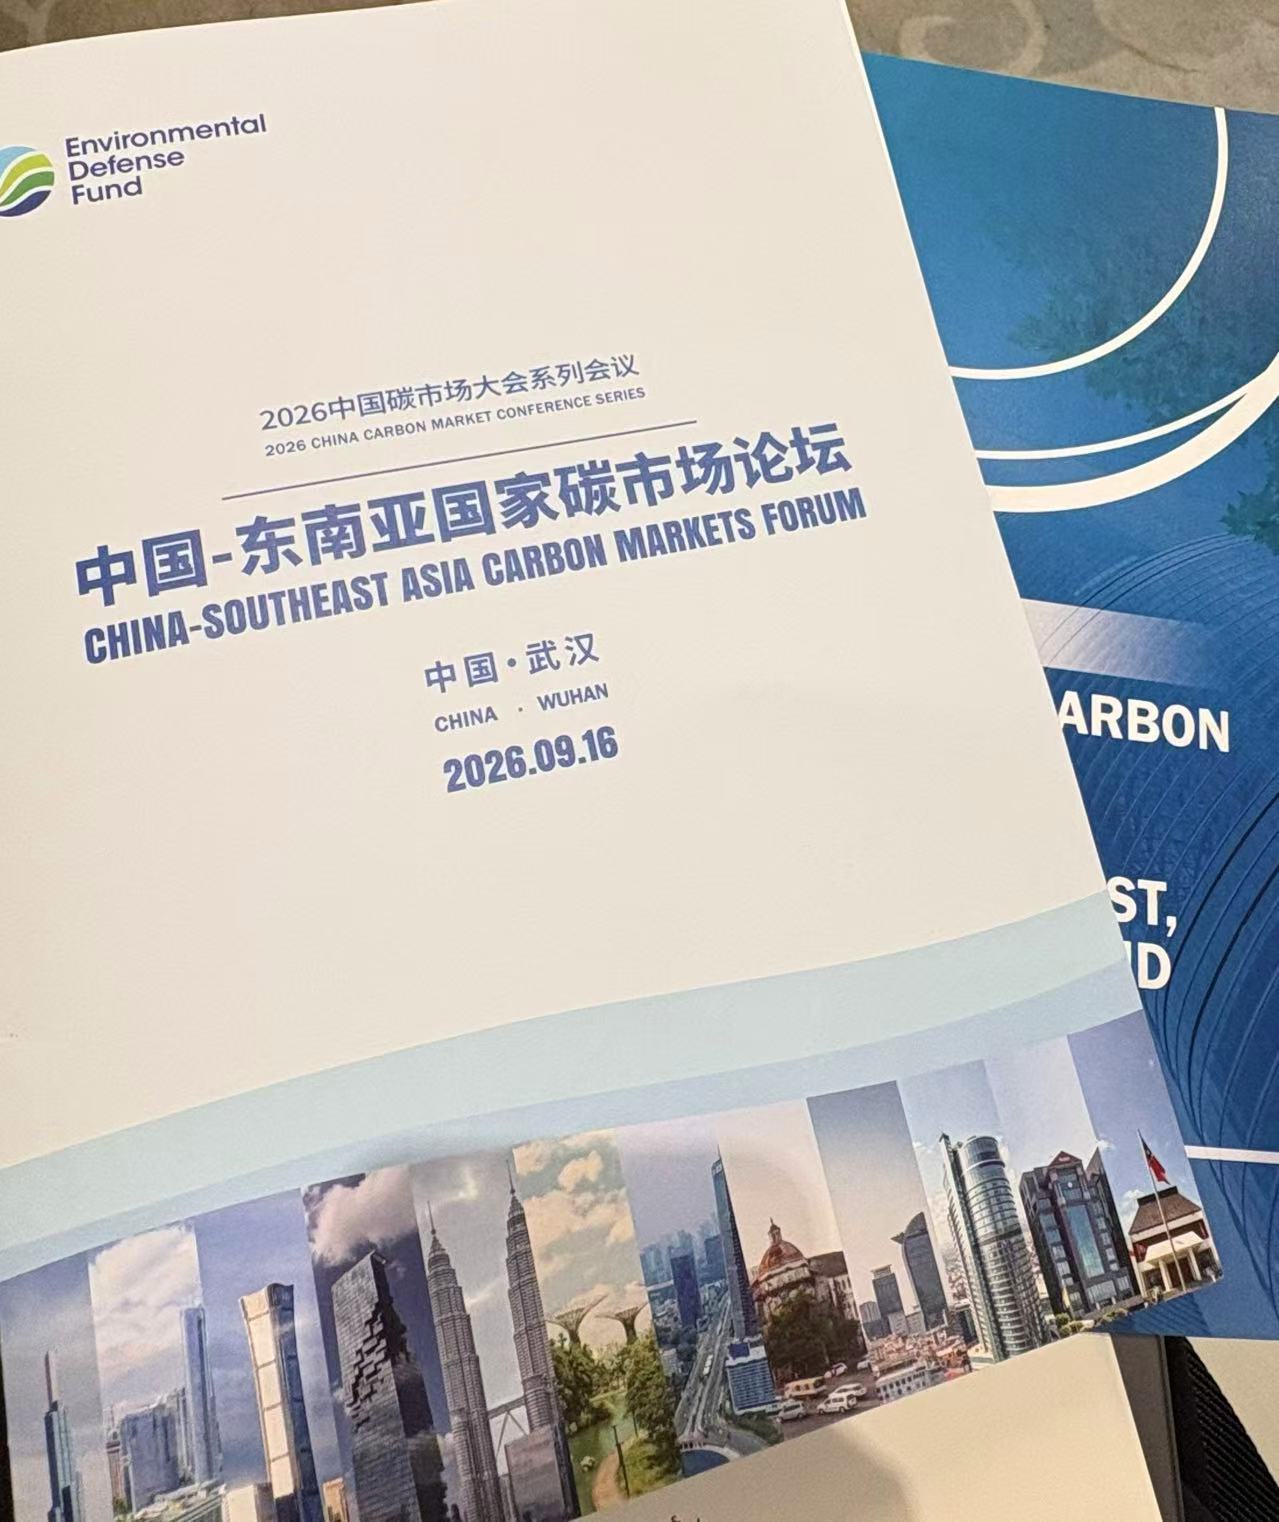 Environmental
Defense
Fund
2026中国碳市场大会系列会议
2026 CHINA CARBON MARKET CONFERENCE SERIES
中国-东南亚国家碳市场论坛
CHINA-SOUTHEAST ASIA CARBON MARKETS FORUM
中国·武汉
CHINA · WUHAN
2026.09.16
ARBON
ST,
ID